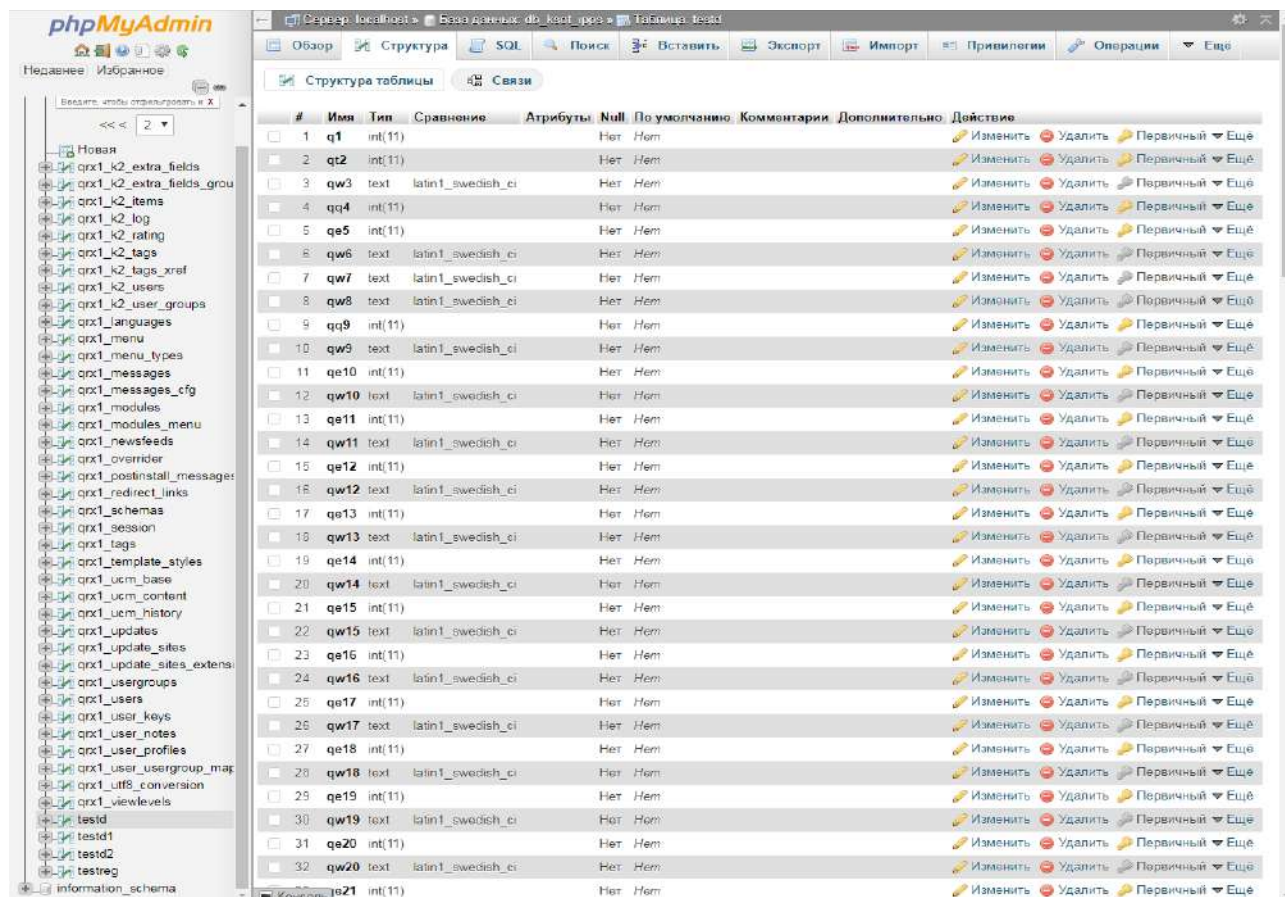 phpMyAdmin
Недавнее Избранное
Введите, чтобы отфильтровать и X
<< < 2
Новая
qrx1_k2_extra_fields
qrx1_k2_extra_fields_grou
qrx1_k2_items
qrx1_k2_log
qrx1_k2_rating
qrx1_k2_tags
qrx1_k2_tags_xref
qrx1_k2_users
qrx1_k2_user_groups
qrx1_languages
qrx1_menu
qrx1_menu_types
qrx1_messages
qrx1_messages_cfg
qrx1_modules
qrx1_modules_menu
qrx1_newsfeeds
qrx1_overrider
qrx1_postinstall_messages
qrx1_redirect_links
qrx1_schemas
qrx1_session
qrx1_tags
qrx1_template_styles
qrx1_ucm_base
qrx1_ucm_content
qrx1_ucm_history
qrx1_updates
qrx1_update_sites
qrx1_update_sites_extensi
qrx1_usergroups
qrx1_users
qrx1_user_keys
qrx1_user_notes
qrx1_user_profiles
qrx1_user_usergroup_map
qrx1_utf8_conversion
qrx1_viewlevels
testd
testd1
testd2
testreg
information_schema
Сервер: localhost » База данных: » Таблица: testd
Обзор Структура SQL Поиск Вставить Экспорт Импорт Привилегии Операции Ещё
Структура таблицы Связи
# Имя Тип Сравнение Атрибуты Null По умолчанию Комментарии Дополнительно Действие
1 q1 int(11) Нет Нет Изменить Удалить Первичный Ещё
2 qt2 int(11) Нет Нет Изменить Удалить Первичный Ещё
3 qw3 text latin1_swedish_ci Нет Нет Изменить Удалить Первичный Ещё
4 qq4 int(11) Нет Нет Изменить Удалить Первичный Ещё
5 qe5 int(11) Нет Нет Изменить Удалить Первичный Ещё
6 qw6 text latin1_swedish_ci Нет Нет Изменить Удалить Первичный Ещё
7 qw7 text latin1_swedish_ci Нет Нет Изменить Удалить Первичный Ещё
8 qw8 text latin1_swedish_ci Нет Нет Изменить Удалить Первичный Ещё
9 qq9 int(11) Нет Нет Изменить Удалить Первичный Ещё
10 qw9 text latin1_swedish_ci Нет Нет Изменить Удалить Первичный Ещё
11 qe10 int(11) Нет Нет Изменить Удалить Первичный Ещё
12 qw10 text latin1_swedish_ci Нет Нет Изменить Удалить Первичный Ещё
13 qe11 int(11) Нет Нет Изменить Удалить Первичный Ещё
14 qw11 text latin1_swedish_ci Нет Нет Изменить Удалить Первичный Ещё
15 qe12 int(11) Нет Нет Изменить Удалить Первичный Ещё
16 qw12 text latin1_swedish_ci Нет Нет Изменить Удалить Первичный Ещё
17 qe13 int(11) Нет Нет Изменить Удалить Первичный Ещё
18 qw13 text latin1_swedish_ci Нет Нет Изменить Удалить Первичный Ещё
19 qe14 int(11) Нет Нет Изменить Удалить Первичный Ещё
20 qw14 text latin1_swedish_ci Нет Нет Изменить Удалить Первичный Ещё
21 qe15 int(11) Нет Нет Изменить Удалить Первичный Ещё
22 qw15 text latin1_swedish_ci Нет Нет Изменить Удалить Первичный Ещё
23 qe16 int(11) Нет Нет Изменить Удалить Первичный Ещё
24 qw16 text latin1_swedish_ci Нет Нет Изменить Удалить Первичный Ещё
25 qe17 int(11) Нет Нет Изменить Удалить Первичный Ещё
26 qw17 text latin1_swedish_ci Нет Нет Изменить Удалить Первичный Ещё
27 qe18 int(11) Нет Нет Изменить Удалить Первичный Ещё
28 qw18 text latin1_swedish_ci Нет Нет Изменить Удалить Первичный Ещё
29 qe19 int(11) Нет Нет Изменить Удалить Первичный Ещё
30 qw19 text latin1_swedish_ci Нет Нет Изменить Удалить Первичный Ещё
31 qe20 int(11) Нет Нет Изменить Удалить Первичный Ещё
32 qw20 text latin1_swedish_ci Нет Нет Изменить Удалить Первичный Ещё
e21 int(11) Нет Нет Изменить Удалить Первичный Ещё